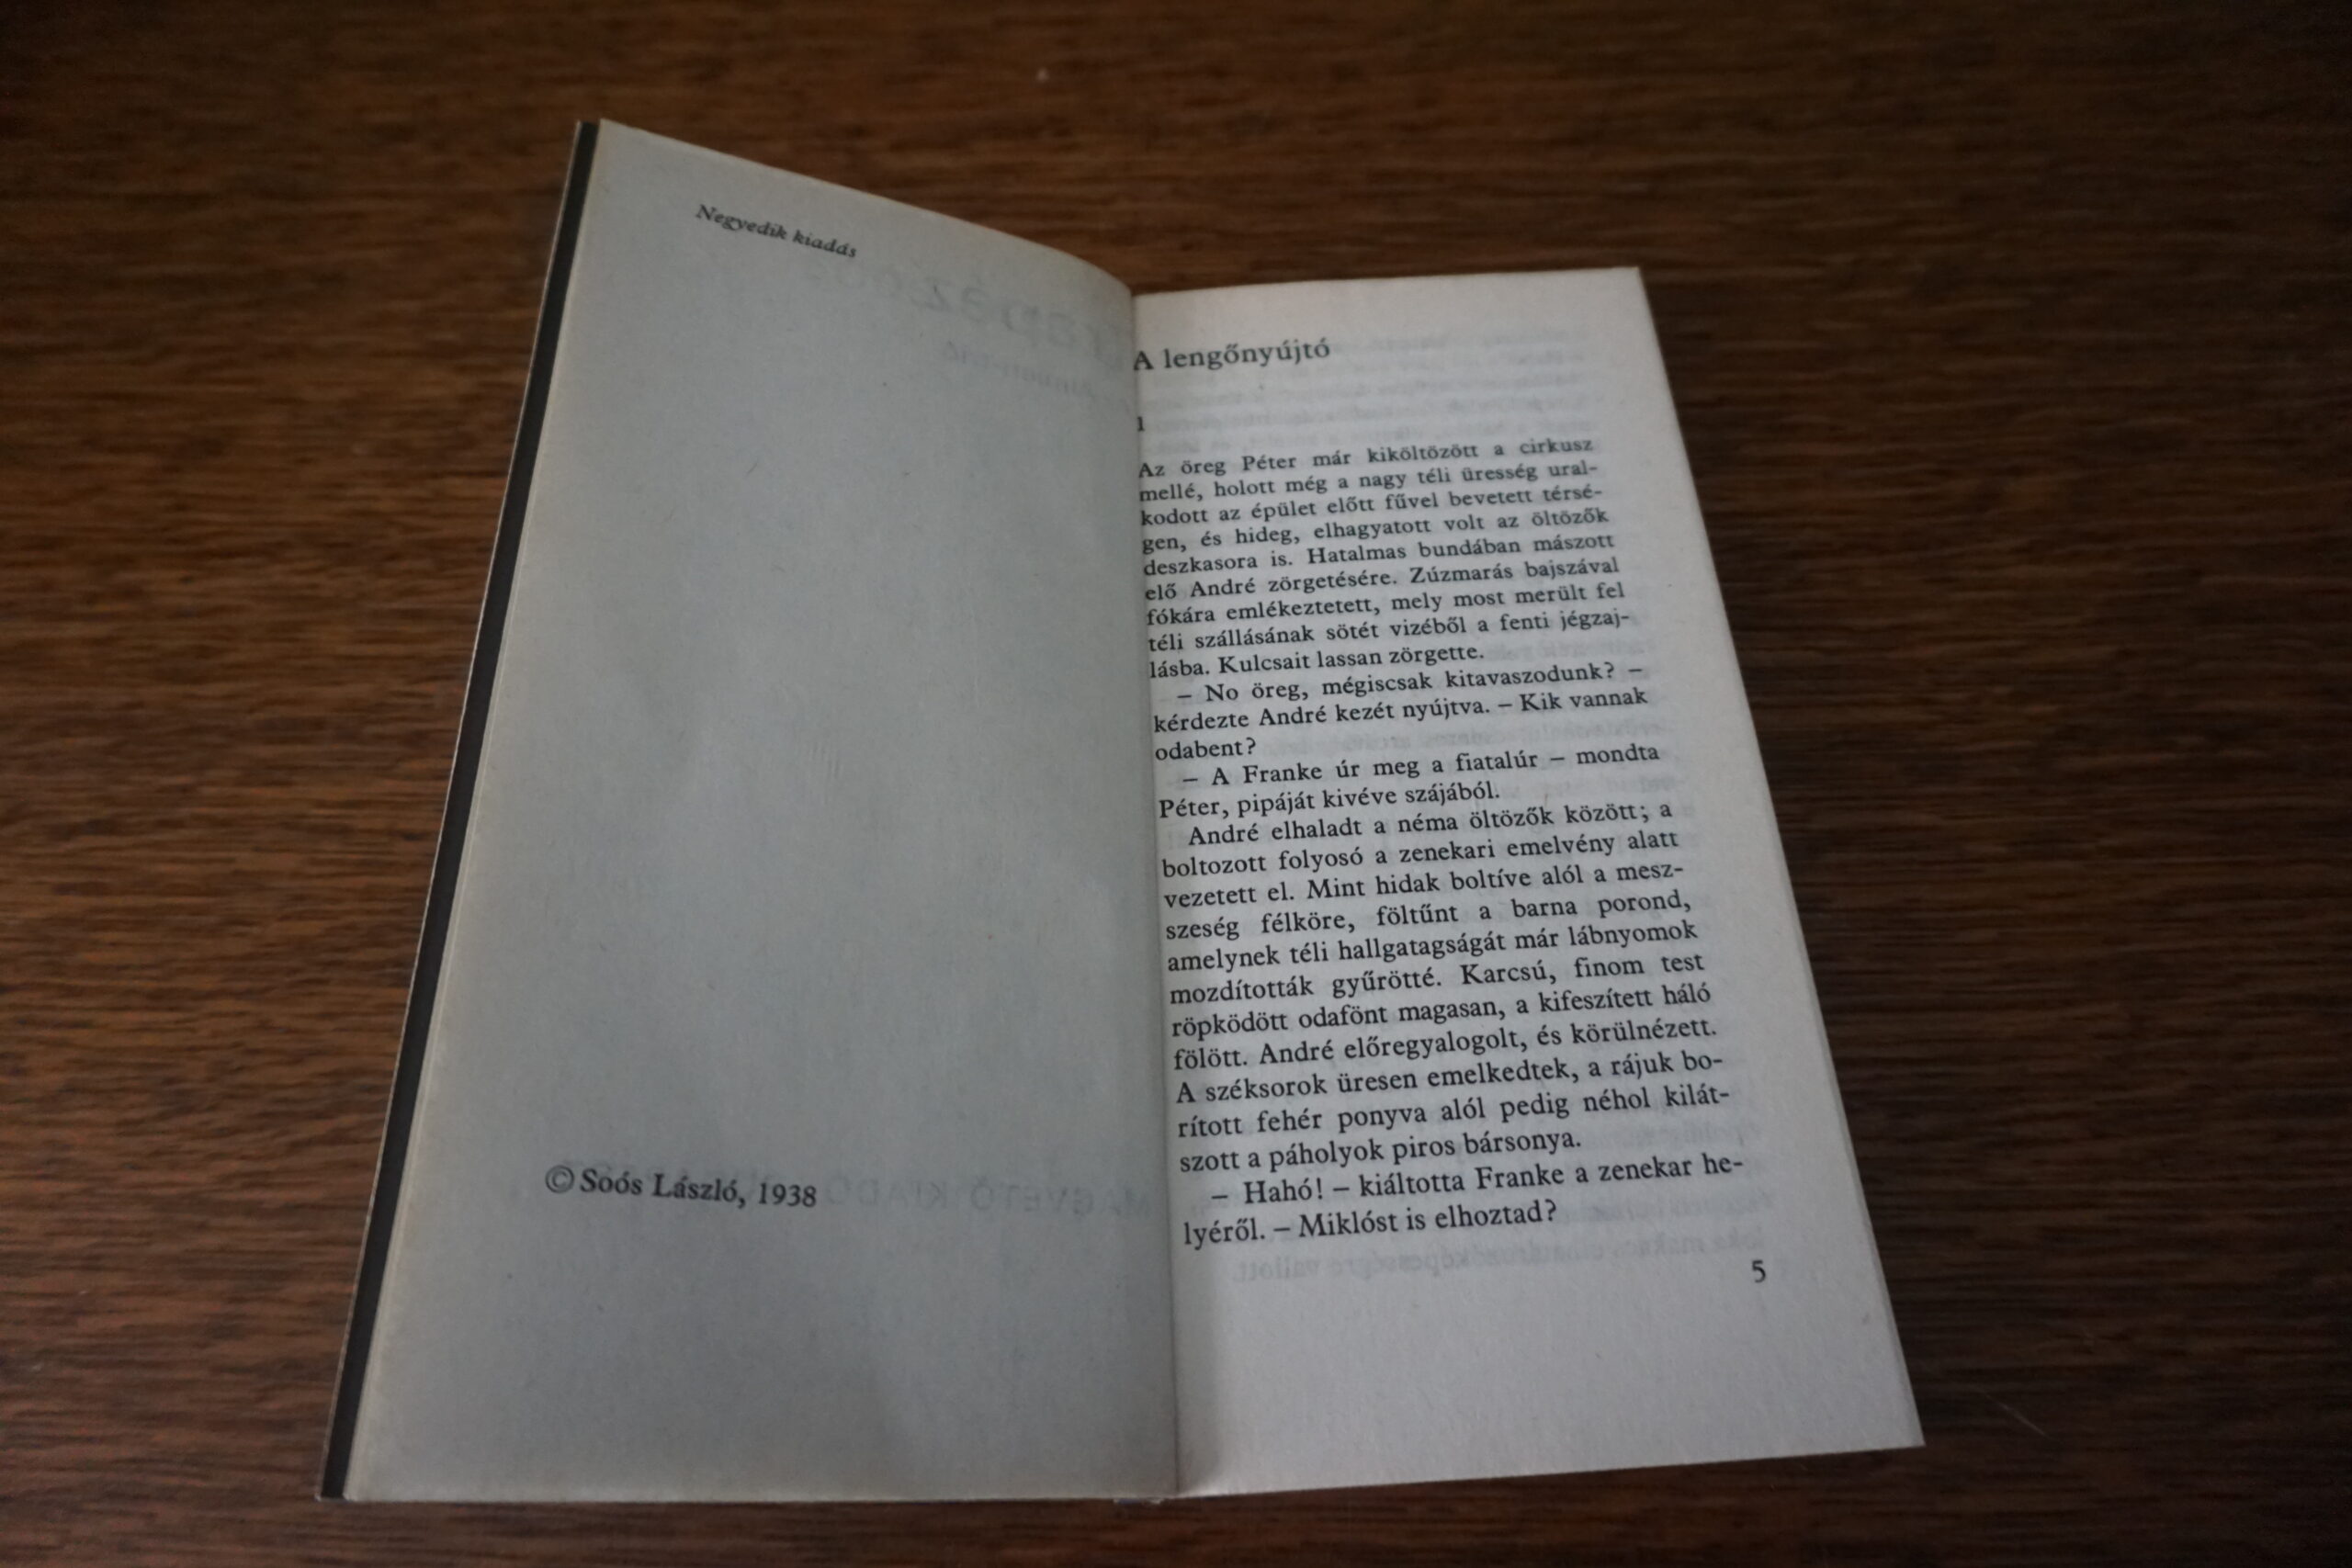 Negyedik kiadás
© Soós László, 1938
A lengőnyújtó
1
Az öreg Péter már kiköltözött a cirkusz
mellé, holott még a nagy téli üresség ural-
kodott az épület előtt fűvel bevetett térsé-
gen, és hideg, elhagyatott volt az öltözők
deszkasora is. Hatalmas bundában mászott
elő André zörgetésére. Zúzmarás bajszával
fókára emlékeztetett, mely most merült fel
téli szállásának sötét vizéből a fenti jégzaj-
lásba. Kulcsait lassan zörgette.
– No öreg, mégiscsak kitavaszodunk? –
kérdezte André kezét nyújtva. – Kik vannak
odabent?
– A Franke úr meg a fiatalúr – mondta
Péter, pipáját kivéve szájából.
André elhaladt a néma öltözők között; a
boltozott folyosó a zenekari emelvény alatt
vezetett el. Mint hidak boltíve alól a mesz-
szeség félköre, föltűnt a barna porond,
amelynek téli hallgatagságát már lábnyomok
mozdították gyűrötté. Karcsú, finom test
röpködött odafönt magasan, a kifeszített háló
fölött. André előregyalogolt, és körülnézett.
A széksorok üresen emelkedtek, a rájuk bo-
rított fehér ponyva alól pedig néhol kilát-
szott a páholyok piros bársonya.
– Hahó! – kiáltotta Franke a zenekar he-
lyéről. – Miklóst is elhoztad?
5